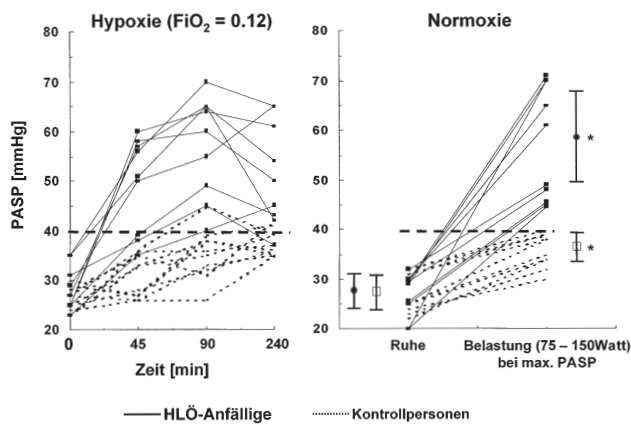 Hypoxie (FiO2 = 0.12)
Normoxie
PASP [mmHg]
80
70
60
50
40
30
20
0
45
90
240
Zeit [min]
80
70
60
50
40
30
20
*
*
Ruhe
Belastung (75 – 150Watt)
bei max. PASP
HLÖ-Anfällige
Kontrollpersonen